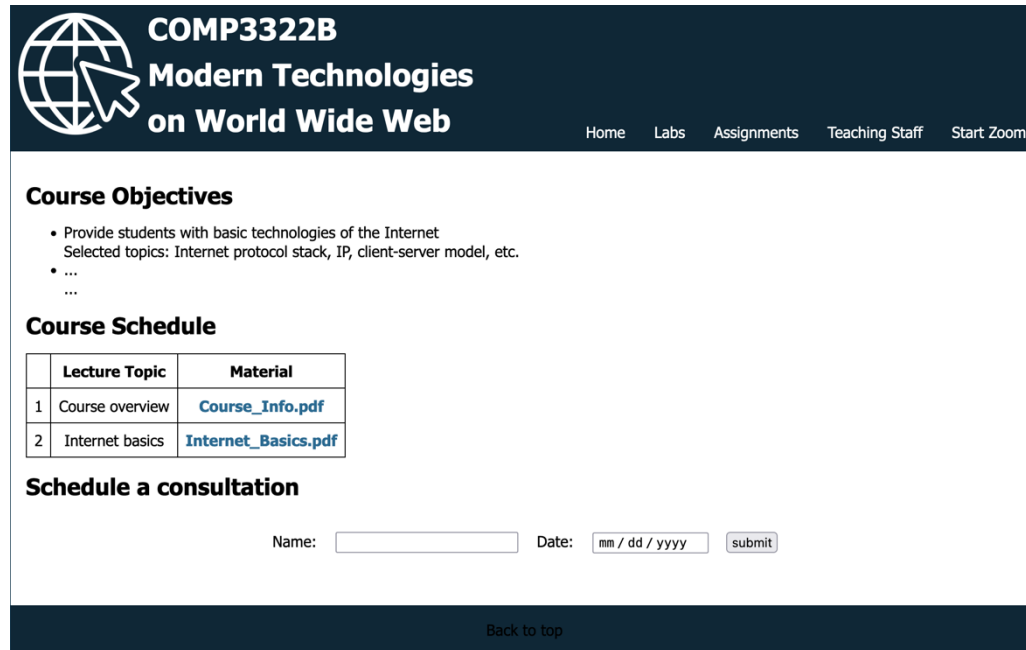 COMP3322B
Modern Technologies
on World Wide Web
Home Labs Assignments Teaching Staff Start Zoom
Course Objectives
• Provide students with basic technologies of the Internet
Selected topics: Internet protocol stack, IP, client-server model, etc.
• ...
...
Course Schedule
Lecture Topic Material
1 Course overview Course_Info.pdf
2 Internet basics Internet_Basics.pdf
Schedule a consultation
Name: Date: mm / dd / yyyy submit
Back to top